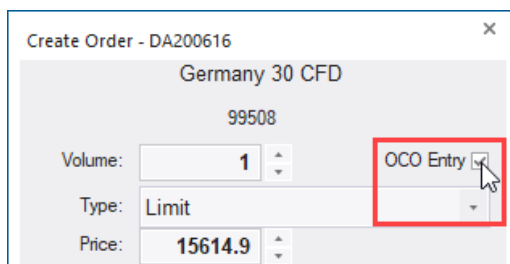 Create Order - DA200616
Germany 30 CFD
99508
Volume: 1 OCO Entry
Type: Limit
Price: 15614.9